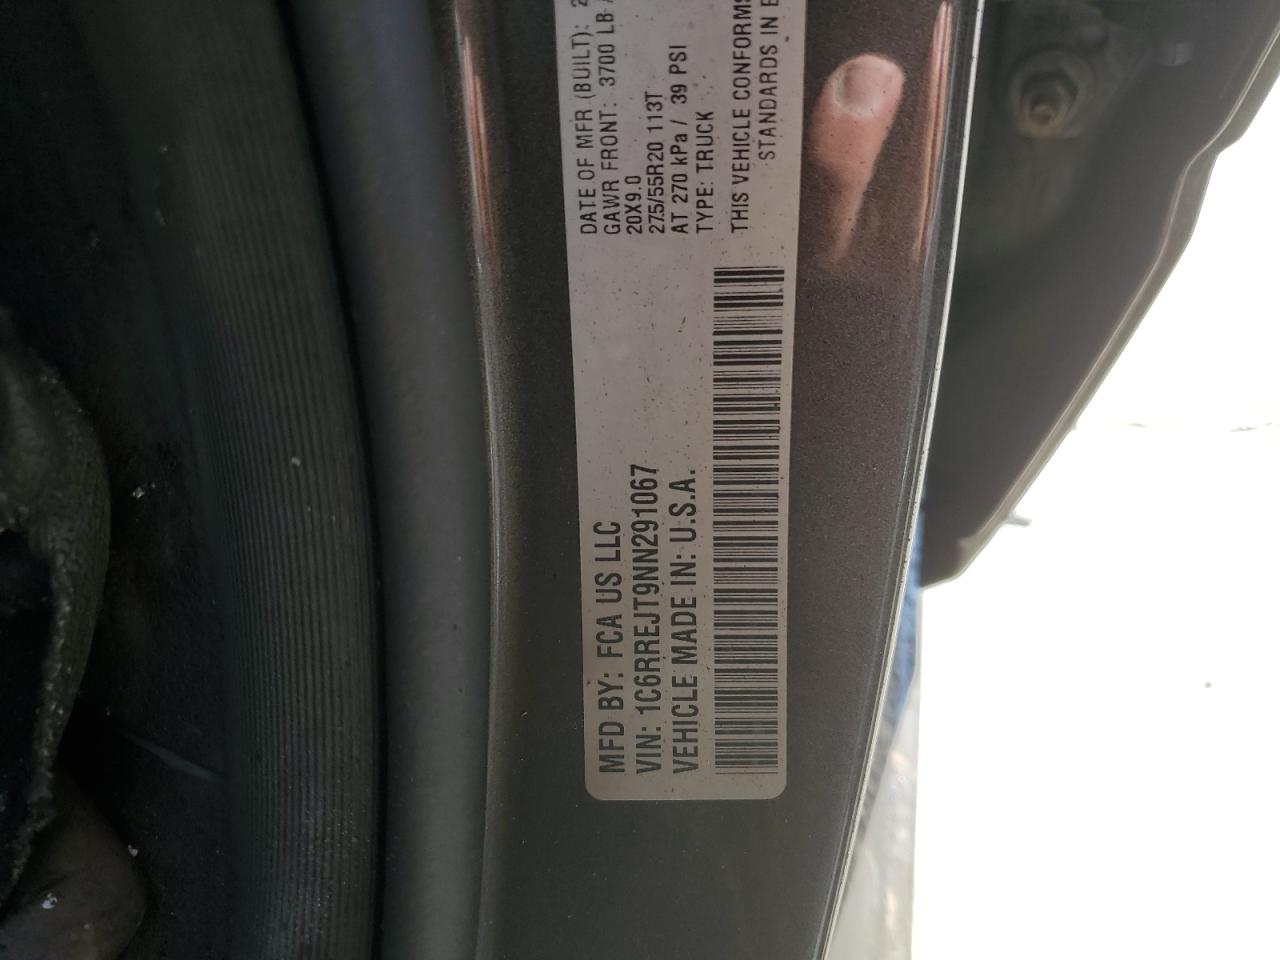 MFD BY: FCA US LLC
VIN: 1C6RREJT9NN291067
VEHICLE MADE IN: U.S.A.
DATE OF MFR (BUILT):
GAWR FRONT: 3700 LB
20X9.0
275/55R20 113T
AT 270 kPa / 39 PSI
TYPE: TRUCK
THIS VEHICLE CONFORMS
STANDARDS IN